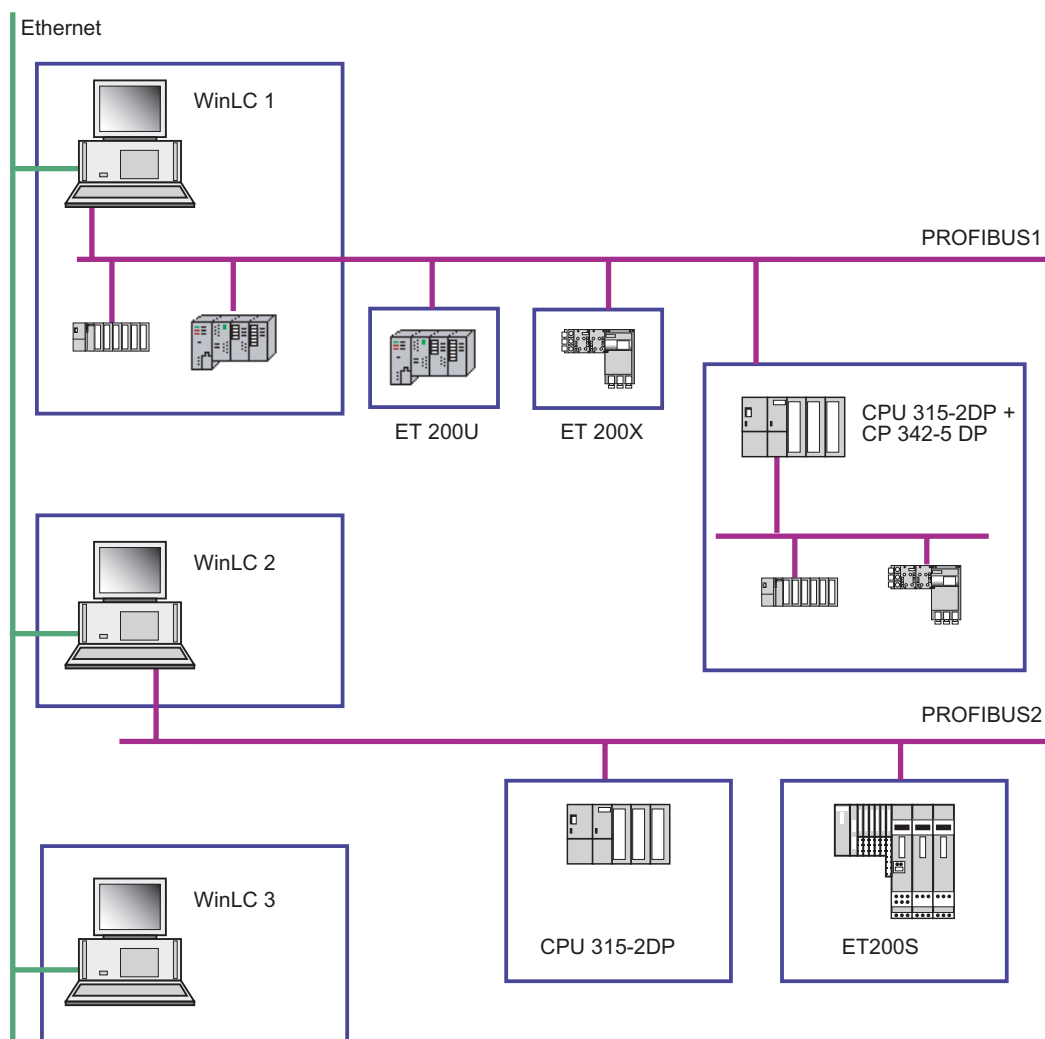 Ethernet
WinLC 1
PROFIBUS1
ET 200U
ET 200X
CPU 315-2DP +
CP 342-5 DP
WinLC 2
PROFIBUS2
CPU 315-2DP
ET200S
WinLC 3